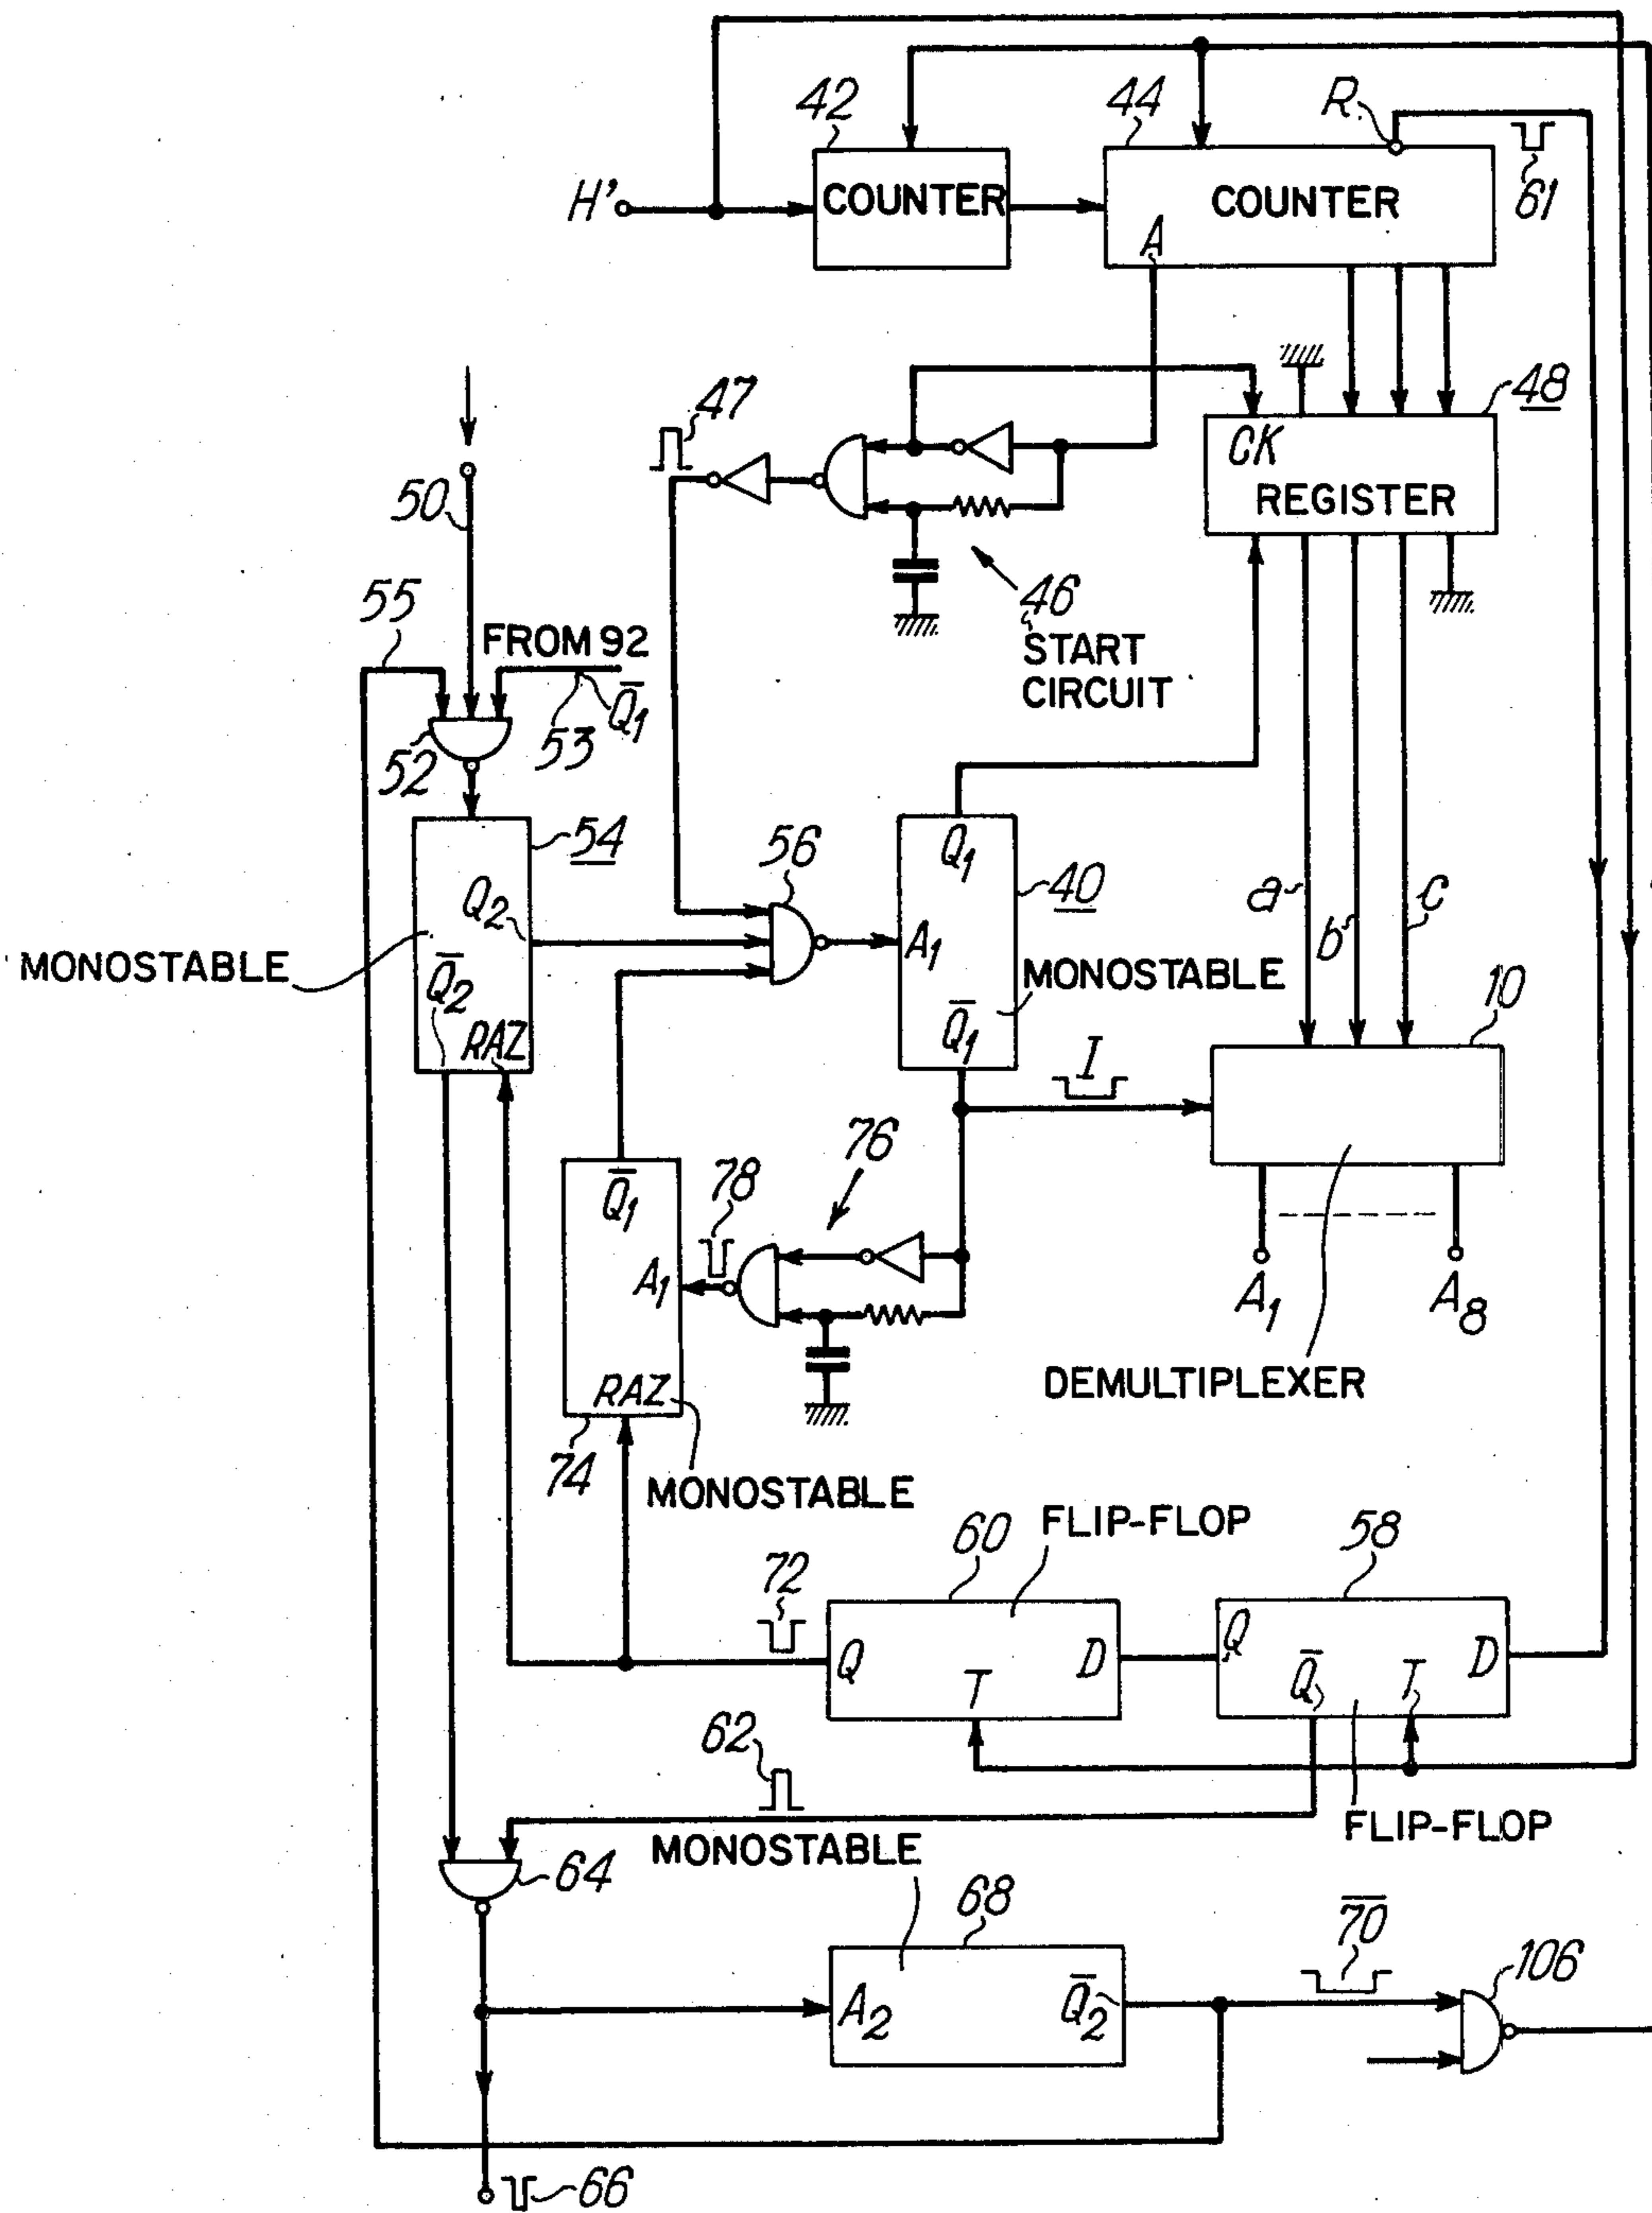 42
44
R
61
H'
COUNTER
COUNTER
A
47
48
CK
REGISTER
50
46
START
CIRCUIT
55
FROM 92
Q̅1
53
52
54
56
Q1
40
Q2
A1
a
b
c
MONOSTABLE
Q̅2
RAZ
MONOSTABLE
Q̅1
10
I
76
78
Q̅1
A1
A1
A8
RAZ
DEMULTIPLEXER
74
MONOSTABLE
60
FLIP-FLOP
58
72
Q
T
D
Q
Q̅
T
D
62
FLIP-FLOP
MONOSTABLE
64
68
7̅0̅
106
A2
Q̅2
66